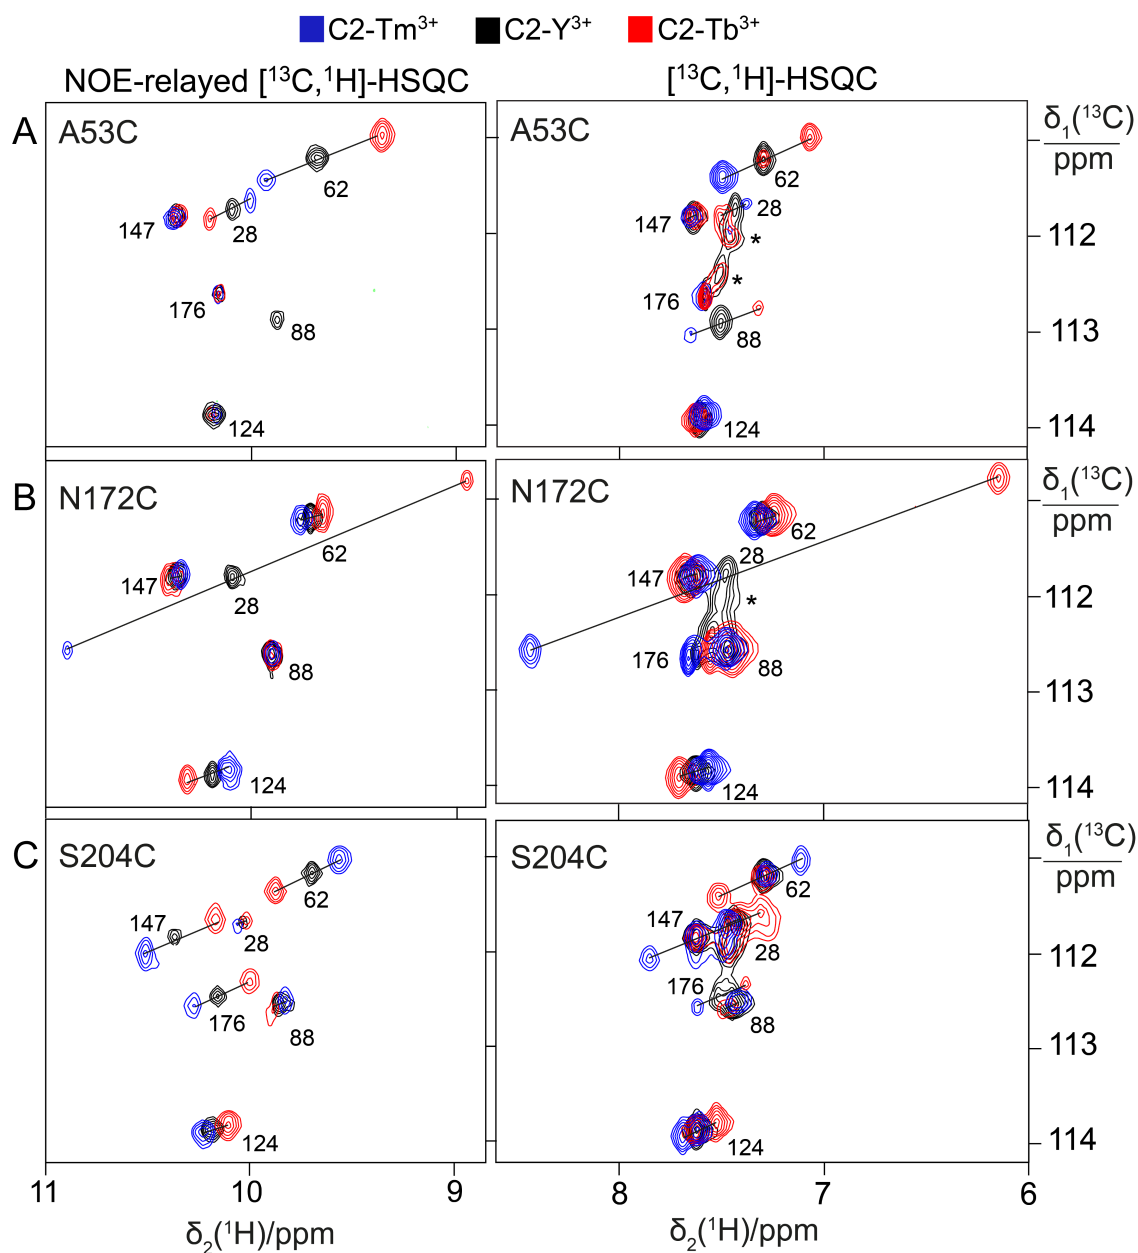 C2-Tm³⁺ C2-Y³⁺ C2-Tb³⁺
NOE-relayed [¹³C,¹H]-HSQC [¹³C,¹H]-HSQC
A A53C A53C δ₁(¹³C)
ppm
62 62
147 28 147 28
* 112
*
176 176
88 88 113
124 124 114
B N172C N172C δ₁(¹³C)
ppm
62 62
28
147 28 147 * 112
88 176 88
113
124 124 114
C S204C S204C δ₁(¹³C)
ppm
62 62
147 147
28 28 112
176 176
88 88
113
124 124 114
11 10 9 8 7 6
δ₂(¹H)/ppm δ₂(¹H)/ppm